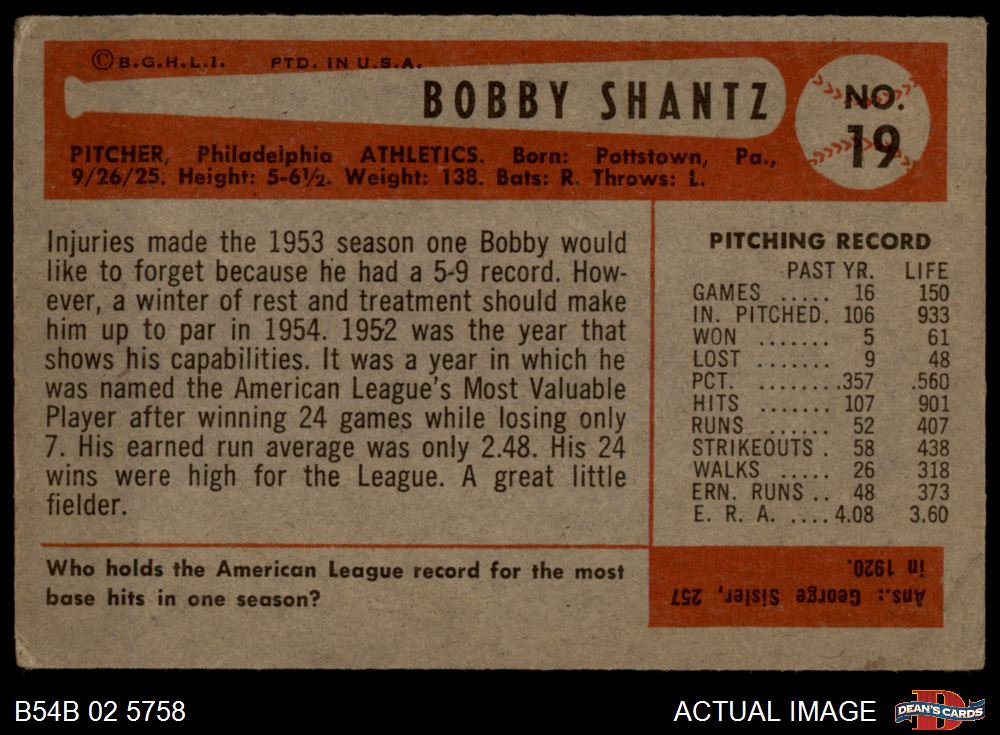 ©B.G.H.L.I. PTD. IN U.S.A.
BOBBY SHANTZ
NO.
19
PITCHER, Philadelphia ATHLETICS. Born: Pottstown, Pa.,
9/26/25. Height: 5-6½. Weight: 138. Bats: R. Throws: L.
Injuries made the 1953 season one Bobby would
like to forget because he had a 5-9 record. How-
ever, a winter of rest and treatment should make
him up to par in 1954. 1952 was the year that
shows his capabilities. It was a year in which he
was named the American League's Most Valuable
Player after winning 24 games while losing only
7. His earned run average was only 2.48. His 24
wins were high for the League. A great little
fielder.
PITCHING RECORD
PAST YR. LIFE
GAMES ..... 16 150
IN. PITCHED. 106 933
WON ....... 5 61
LOST ....... 9 48
PCT. ........ .357 .560
HITS ....... 107 901
RUNS ...... 52 407
STRIKEOUTS . 58 438
WALKS ..... 26 318
ERN. RUNS .. 48 373
E. R. A. .... 4.08 3.60
Who holds the American League record for the most
base hits in one season?
Ans.: George Sisler, 257
in 1920.
B54B 02 5758
ACTUAL IMAGE
D
DEAN'S CARDS